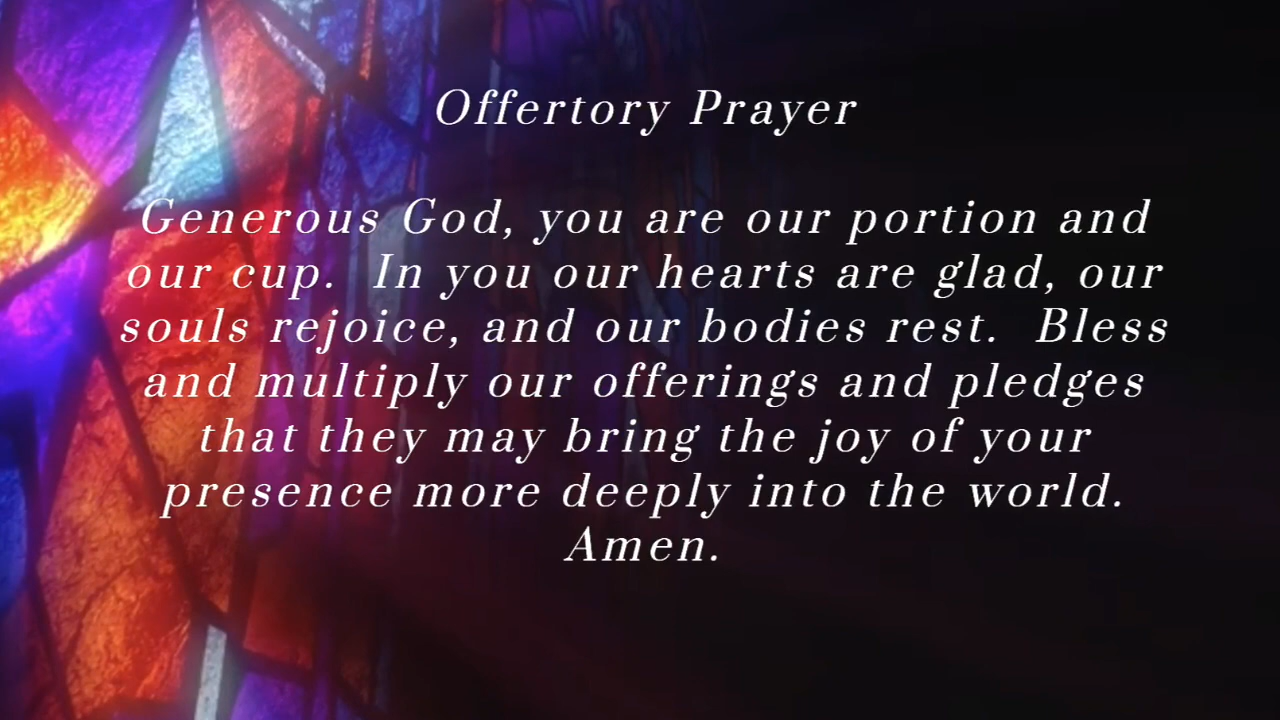 Offertory Prayer
Generous God, you are our portion and
our cup.  In you our hearts are glad, our
souls rejoice, and our bodies rest.  Bless
and multiply our offerings and pledges
that they may bring the joy of your
presence more deeply into the world.
Amen.